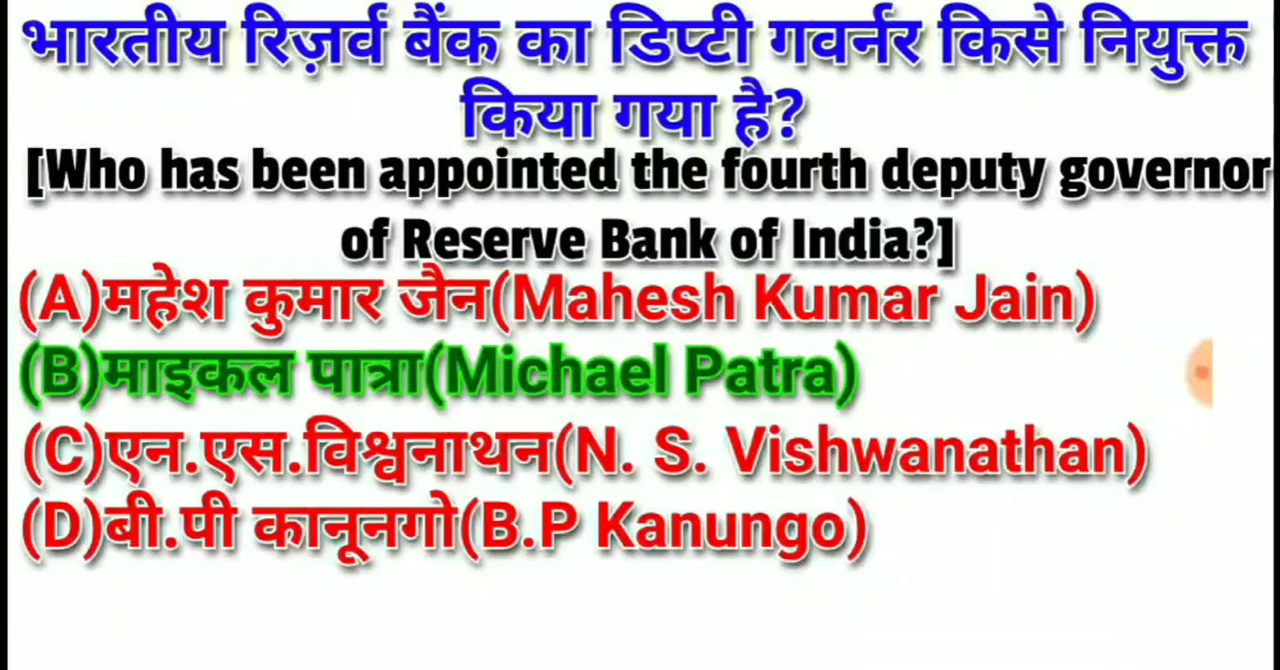 भारतीय रिज़र्व बैंक का डिप्टी गवर्नर किसे नियुक्त
किया गया है?
[Who has been appointed the fourth deputy governor
of Reserve Bank of India?]
(A)महेश कुमार जैन(Mahesh Kumar Jain)
(B)माइकल पात्रा(Michael Patra)
(C)एन.एस.विश्वनाथन(N. S. Vishwanathan)
(D)बी.पी कानूनगो(B.P Kanungo)